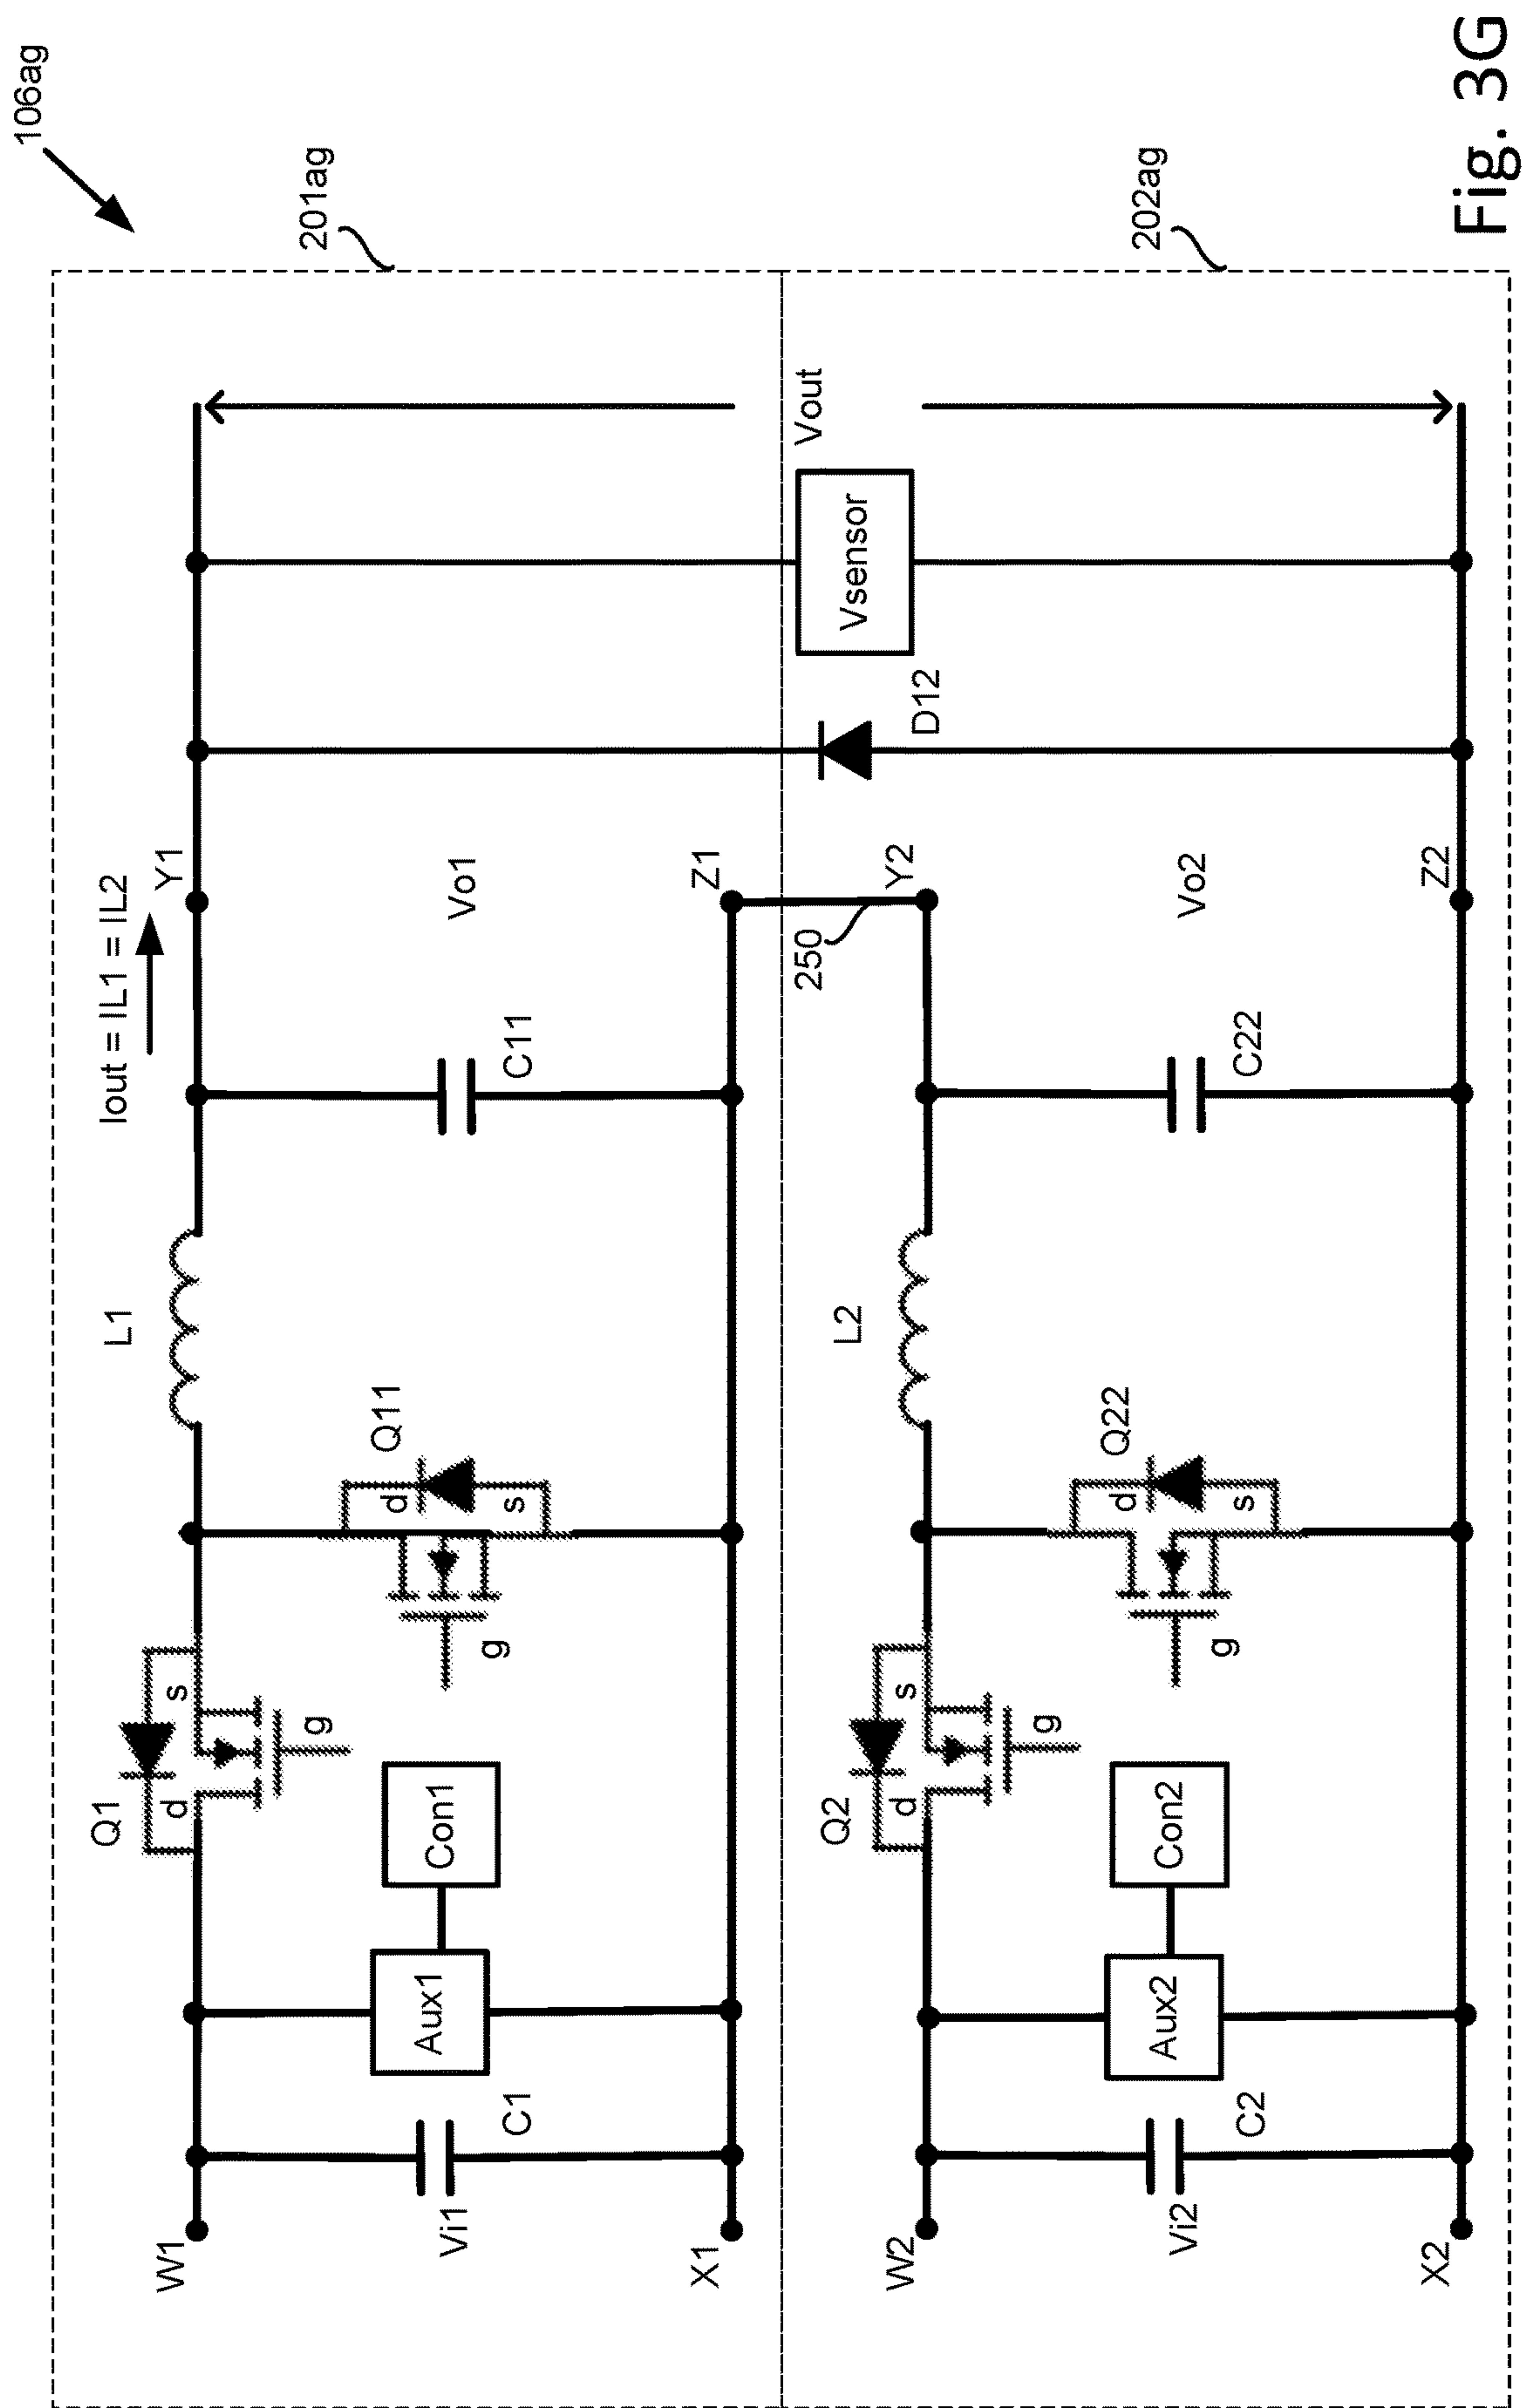 106ag
201ag
Iout = IL1 = IL2
Q1
d
s
g
L1
Y1
W1
Vi1
C1
Aux1
Con1
Q11
d
s
g
C11
Vo1
X1
Z1
250
D12
Vsensor
Vout
202ag
Q2
d
s
g
L2
Y2
W2
Vi2
C2
Aux2
Con2
Q22
d
s
g
C22
Vo2
X2
Z2
Fig. 3G